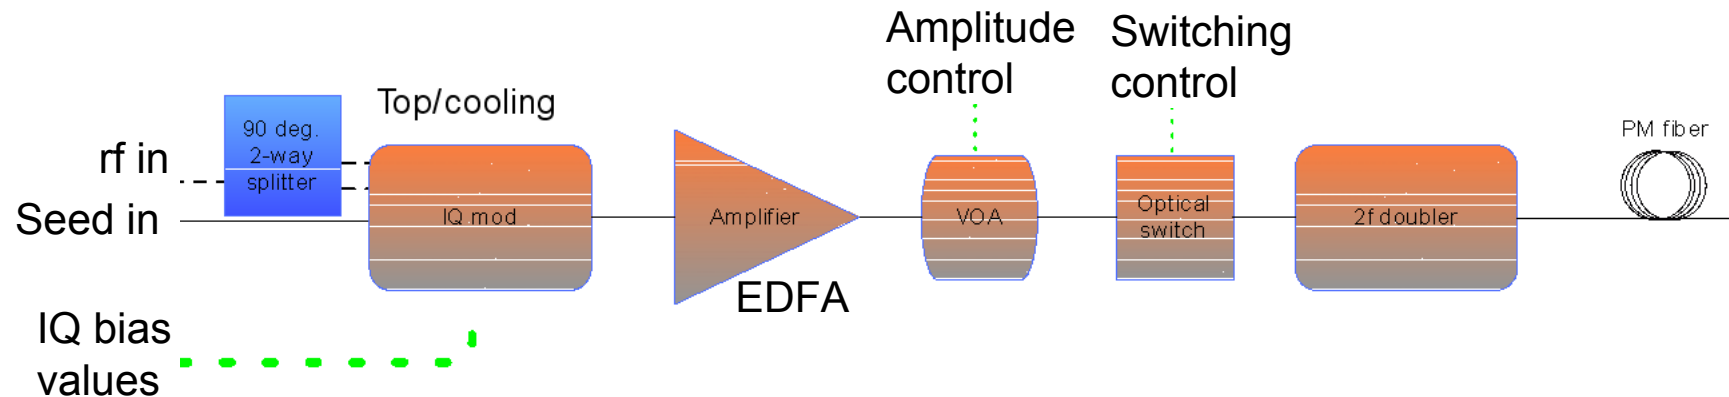 Amplitude
control
Switching
control
Top/cooling
90 deg.
2-way
splitter
rf in
Seed in
IQ mod
Amplifier
EDFA
VOA
Optical
switch
2f doubler
PM fiber
IQ bias
values